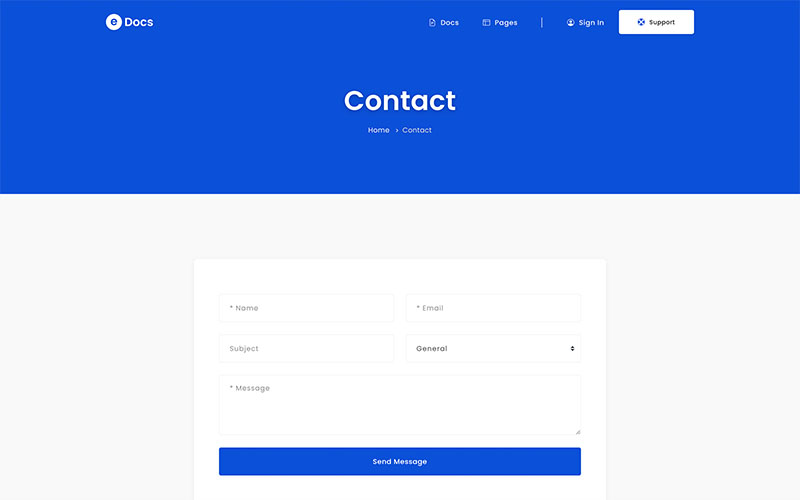 e Docs
Docs Pages | Sign In Support
Contact
Home > Contact
* Name * Email
Subject General
* Message
Send Message